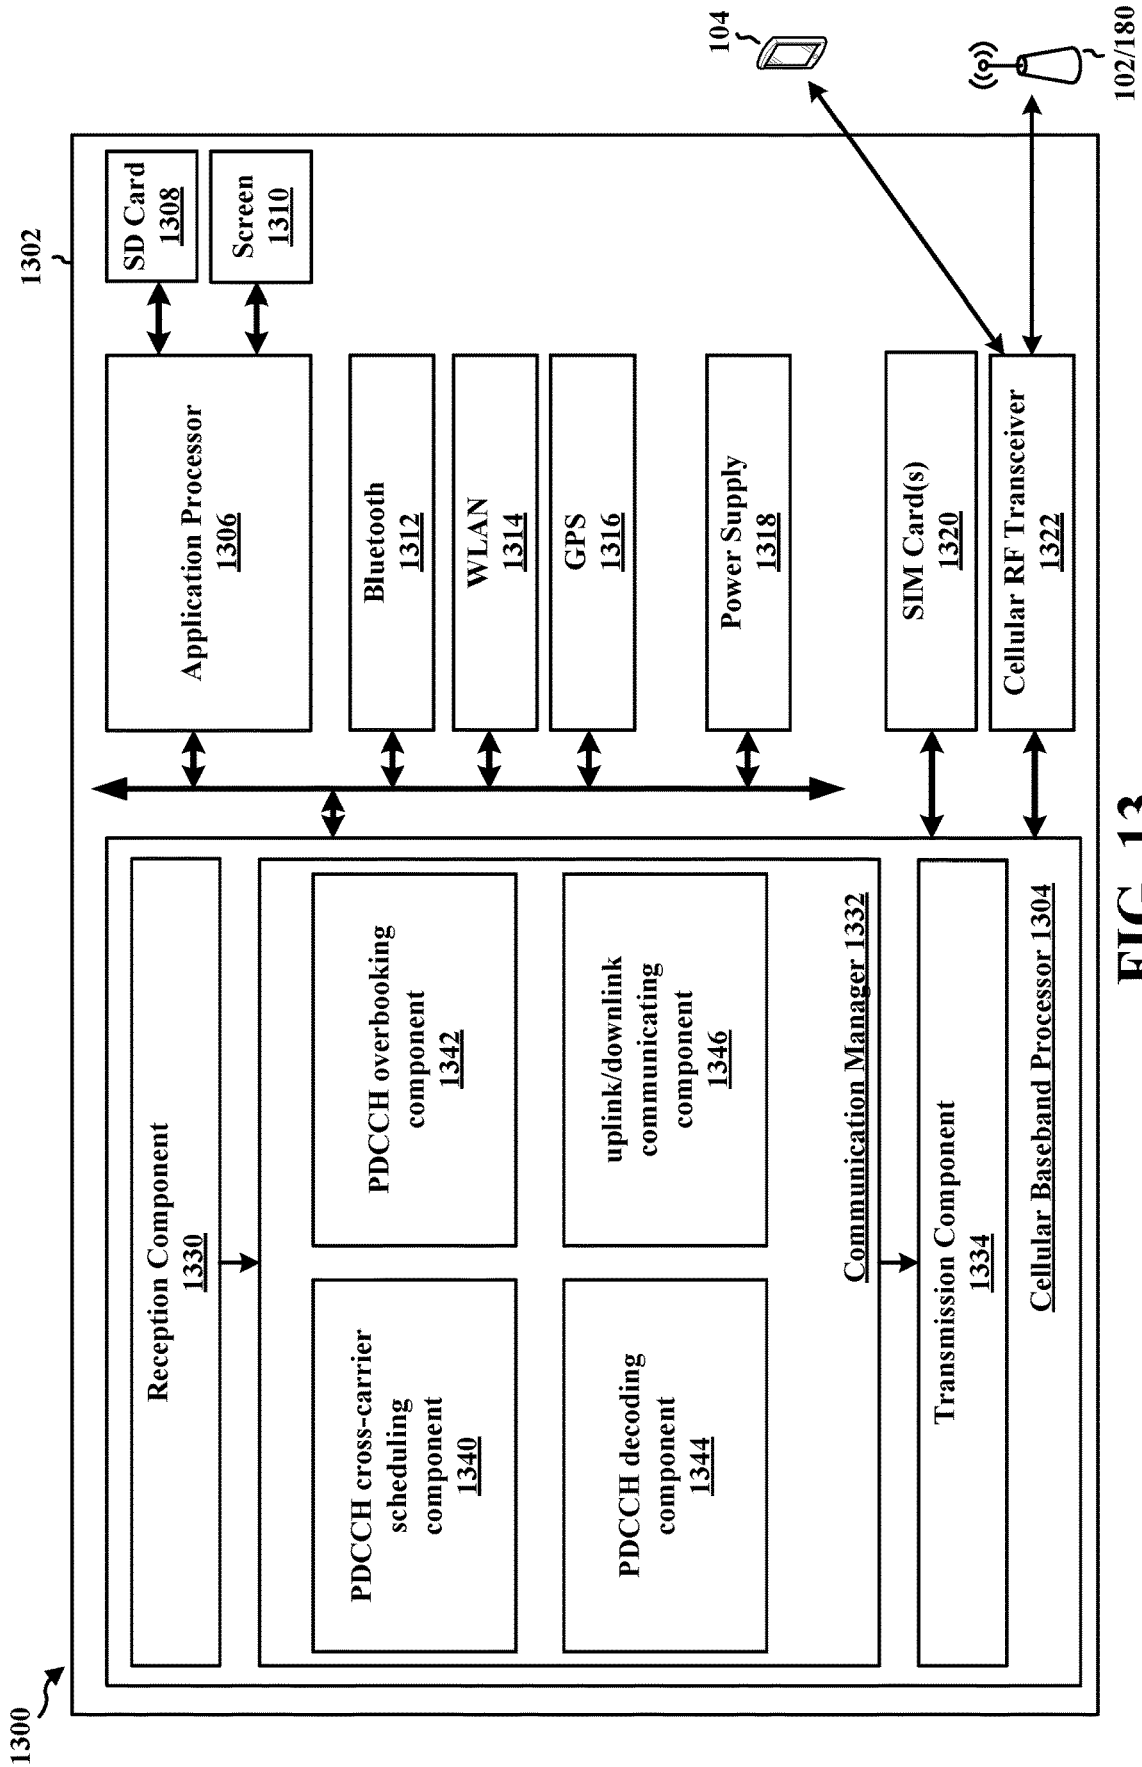 1300
1302
Reception Component
1330
PDCCH cross-carrier
scheduling
component
1340
PDCCH overbooking
component
1342
PDCCH decoding
component
1344
uplink/downlink
communicating
component
1346
Communication Manager 1332
Transmission Component
1334
Cellular Baseband Processor 1304
Application Processor
1306
SD Card
1308
Screen
1310
Bluetooth
1312
WLAN
1314
GPS
1316
Power Supply
1318
SIM Card(s)
1320
Cellular RF Transceiver
1322
104
102/180
FIG. 13